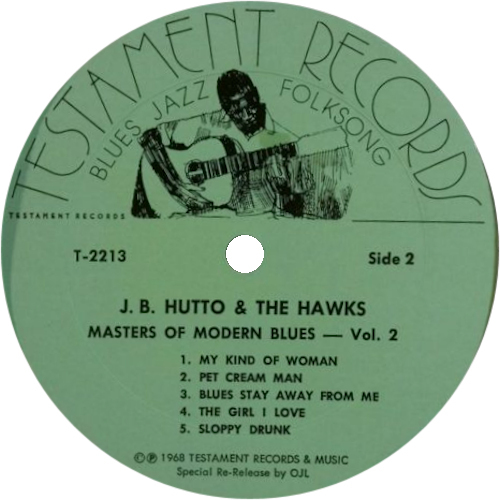 TESTAMENT RECORDS
BLUES JAZZ FOLKSONG
TESTAMENT RECORDS
T-2213
Side 2
J. B. HUTTO & THE HAWKS
MASTERS OF MODERN BLUES — Vol. 2
1. MY KIND OF WOMAN
2. PET CREAM MAN
3. BLUES STAY AWAY FROM ME
4. THE GIRL I LOVE
5. SLOPPY DRUNK
©℗ 1968 TESTAMENT RECORDS & MUSIC
Special Re-Release by OJL